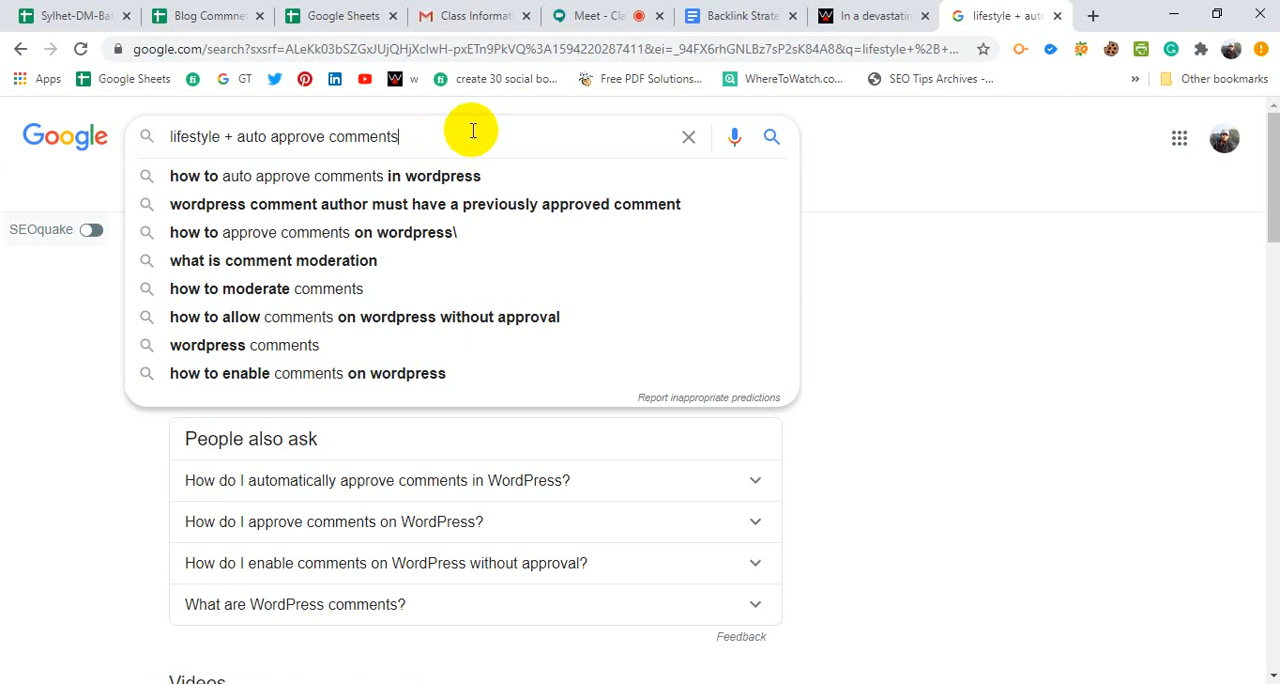 Sylhet-DM-Bat
Blog Commnet
Google Sheets
Class Informati
Meet - Cla
Backlink Strate
In a devastatin
lifestyle + auto
google.com/search?sxsrf=ALeKk03bSZGxJUjQHjXcIwH-pxETn9PkVQ%3A1594220287411&ei=_94FX6rhGNLBz7sP2sK84A8&q=lifestyle+%2B+...
Apps
Google Sheets
GT
w
create 30 social bo...
Free PDF Solutions...
WhereToWatch.co...
SEO Tips Archives -...
»
Other bookmarks
Google
lifestyle + auto approve comments
how to auto approve comments in wordpress
wordpress comment author must have a previously approved comment
how to approve comments on wordpress\
what is comment moderation
how to moderate comments
how to allow comments on wordpress without approval
wordpress comments
how to enable comments on wordpress
Report inappropriate predictions
SEOquake
People also ask
How do I automatically approve comments in WordPress?
How do I approve comments on WordPress?
How do I enable comments on WordPress without approval?
What are WordPress comments?
Feedback
Videos